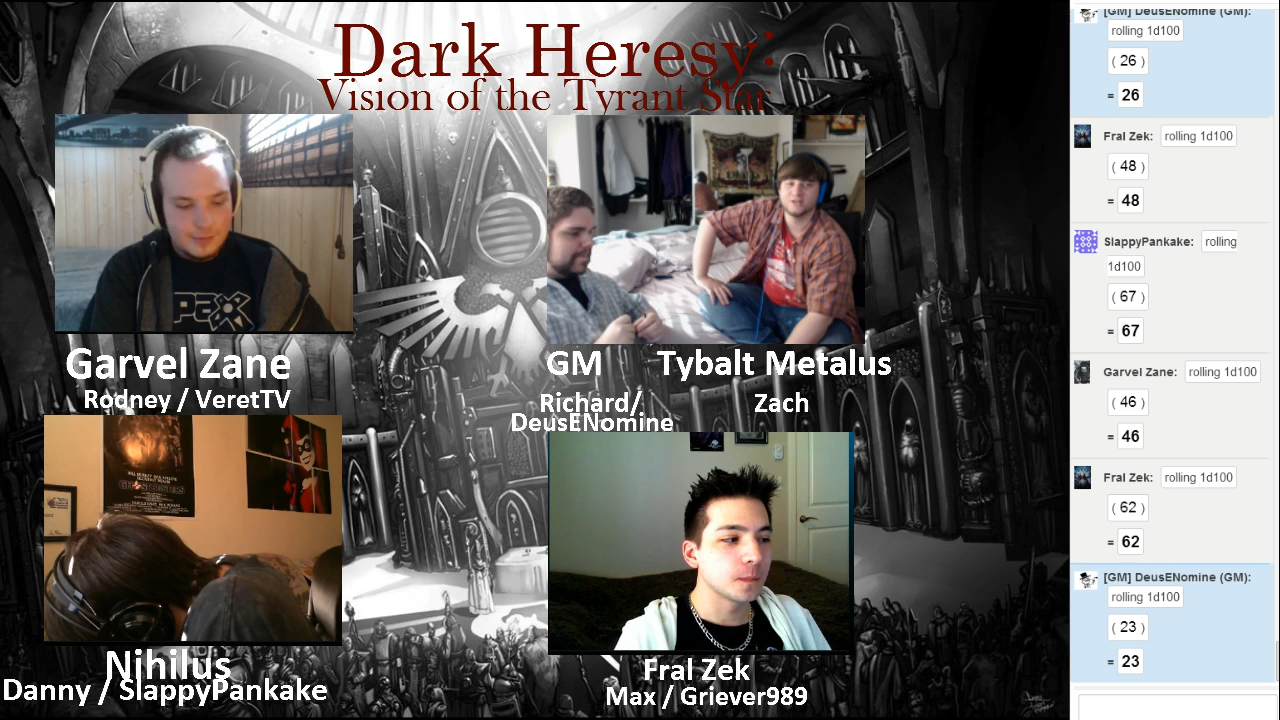 Dark Heresy:
Vision of the Tyrant Star
pax
Garvel Zane
Rodney / VeretTV
GM
Tybalt Metalus
Richard/
DeusENomine
Zach
GHOSTBUSTERS
Nihilus
Danny / SlappyPankake
Fral Zek
Max / Griever989
[GM] DeusENomine (GM):
rolling 1d100
( 26 )
= 26
Fral Zek: rolling 1d100
( 48 )
= 48
SlappyPankake: rolling
1d100
( 67 )
= 67
Garvel Zane: rolling 1d100
( 46 )
= 46
Fral Zek: rolling 1d100
( 62 )
= 62
[GM] DeusENomine (GM):
rolling 1d100
( 23 )
= 23